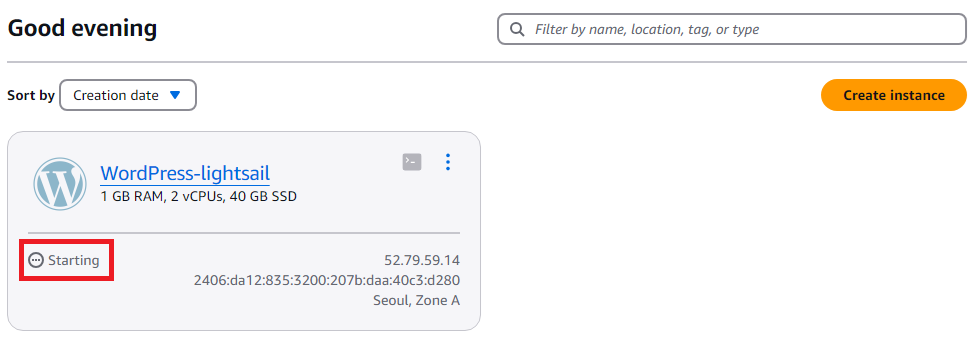 Good evening
Filter by name, location, tag, or type
Sort by Creation date
Create instance
WordPress-lightsail
1 GB RAM, 2 vCPUs, 40 GB SSD
Starting
52.79.59.14
2406:da12:835:3200:207b:daa:40c3:d280
Seoul, Zone A